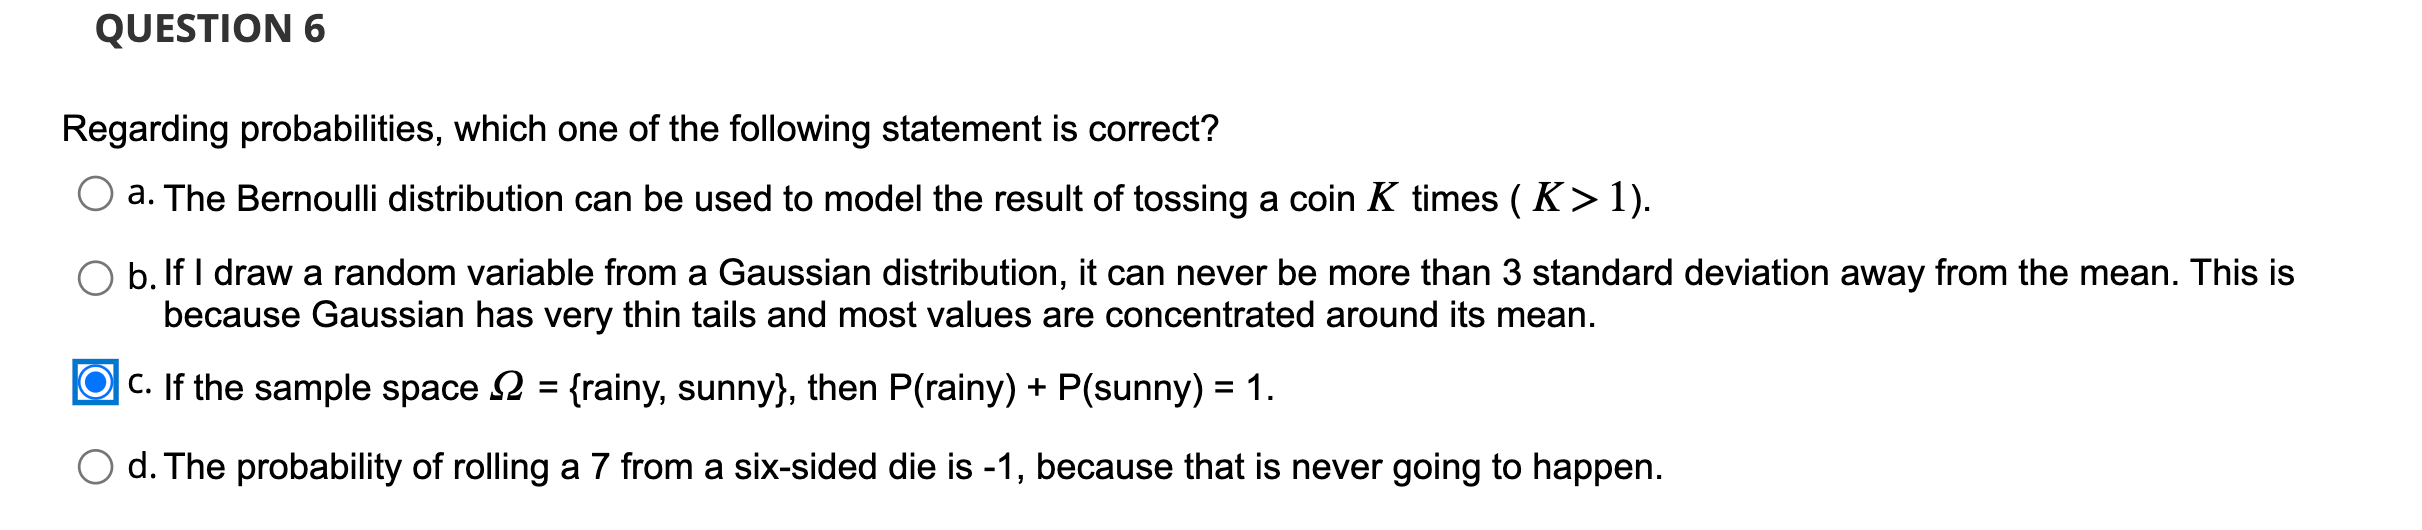 QUESTION 6
Regarding probabilities, which one of the following statement is correct?
a. The Bernoulli distribution can be used to model the result of tossing a coin K times ( K > 1).
b. If I draw a random variable from a Gaussian distribution, it can never be more than 3 standard deviation away from the mean. This is
because Gaussian has very thin tails and most values are concentrated around its mean.
c. If the sample space Ω = {rainy, sunny}, then P(rainy) + P(sunny) = 1.
d. The probability of rolling a 7 from a six-sided die is -1, because that is never going to happen.